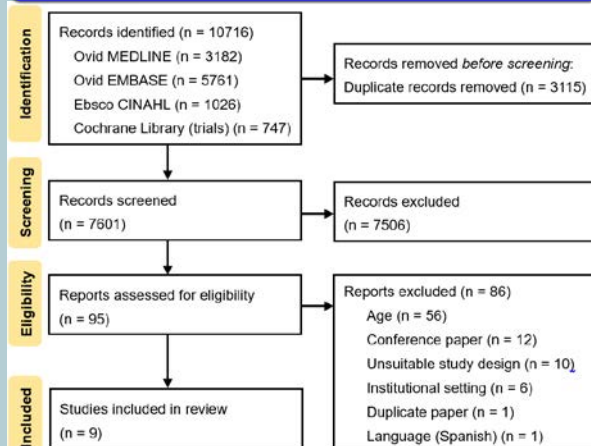 Identification
Records identified (n = 10716)
Ovid MEDLINE (n = 3182)
Ovid EMBASE (n = 5761)
Ebsco CINAHL (n = 1026)
Cochrane Library (trials) (n = 747)
Records removed before screening:
Duplicate records removed (n = 3115)
Screening
Records screened
(n = 7601)
Records excluded
(n = 7506)
Eligibility
Reports assessed for eligibility
(n = 95)
Reports excluded (n = 86)
Age (n = 56)
Conference paper (n = 12)
Unsuitable study design (n = 10)
Institutional setting (n = 6)
Duplicate paper (n = 1)
Language (Spanish) (n = 1)
Included
Studies included in review
(n = 9)